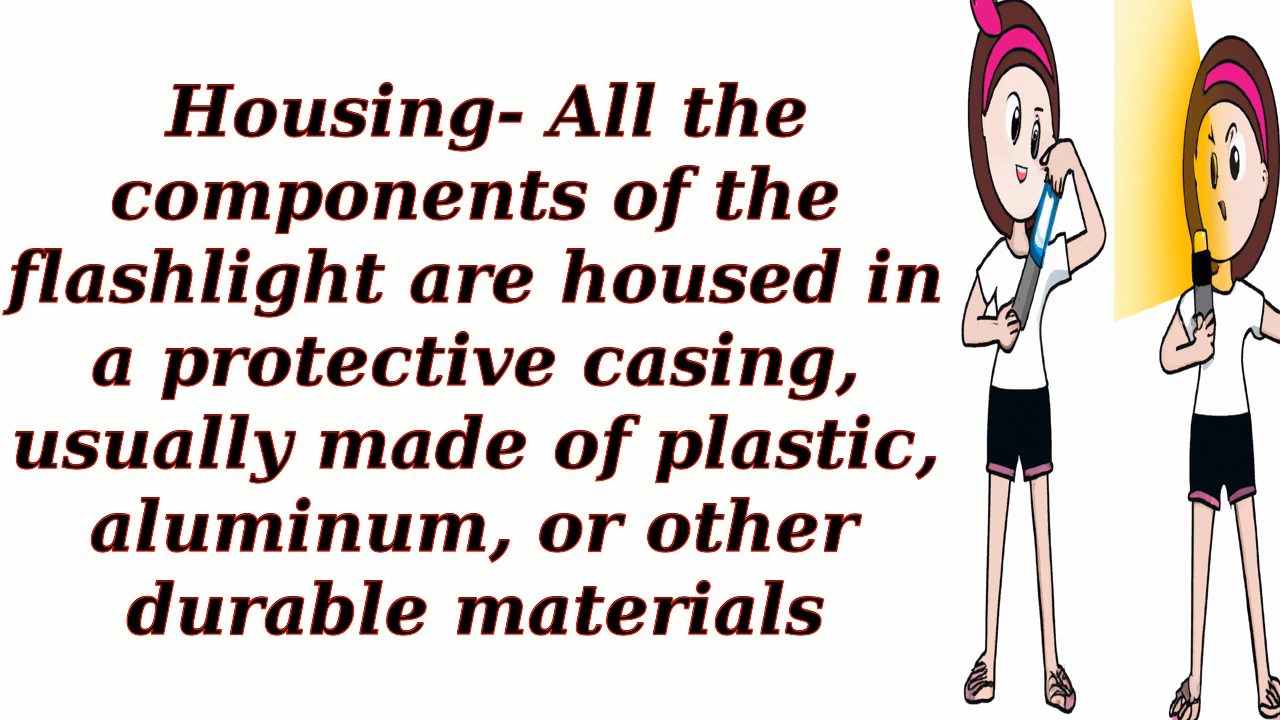 Housing- All the
components of the
flashlight are housed in
a protective casing,
usually made of plastic,
aluminum, or other
durable materials